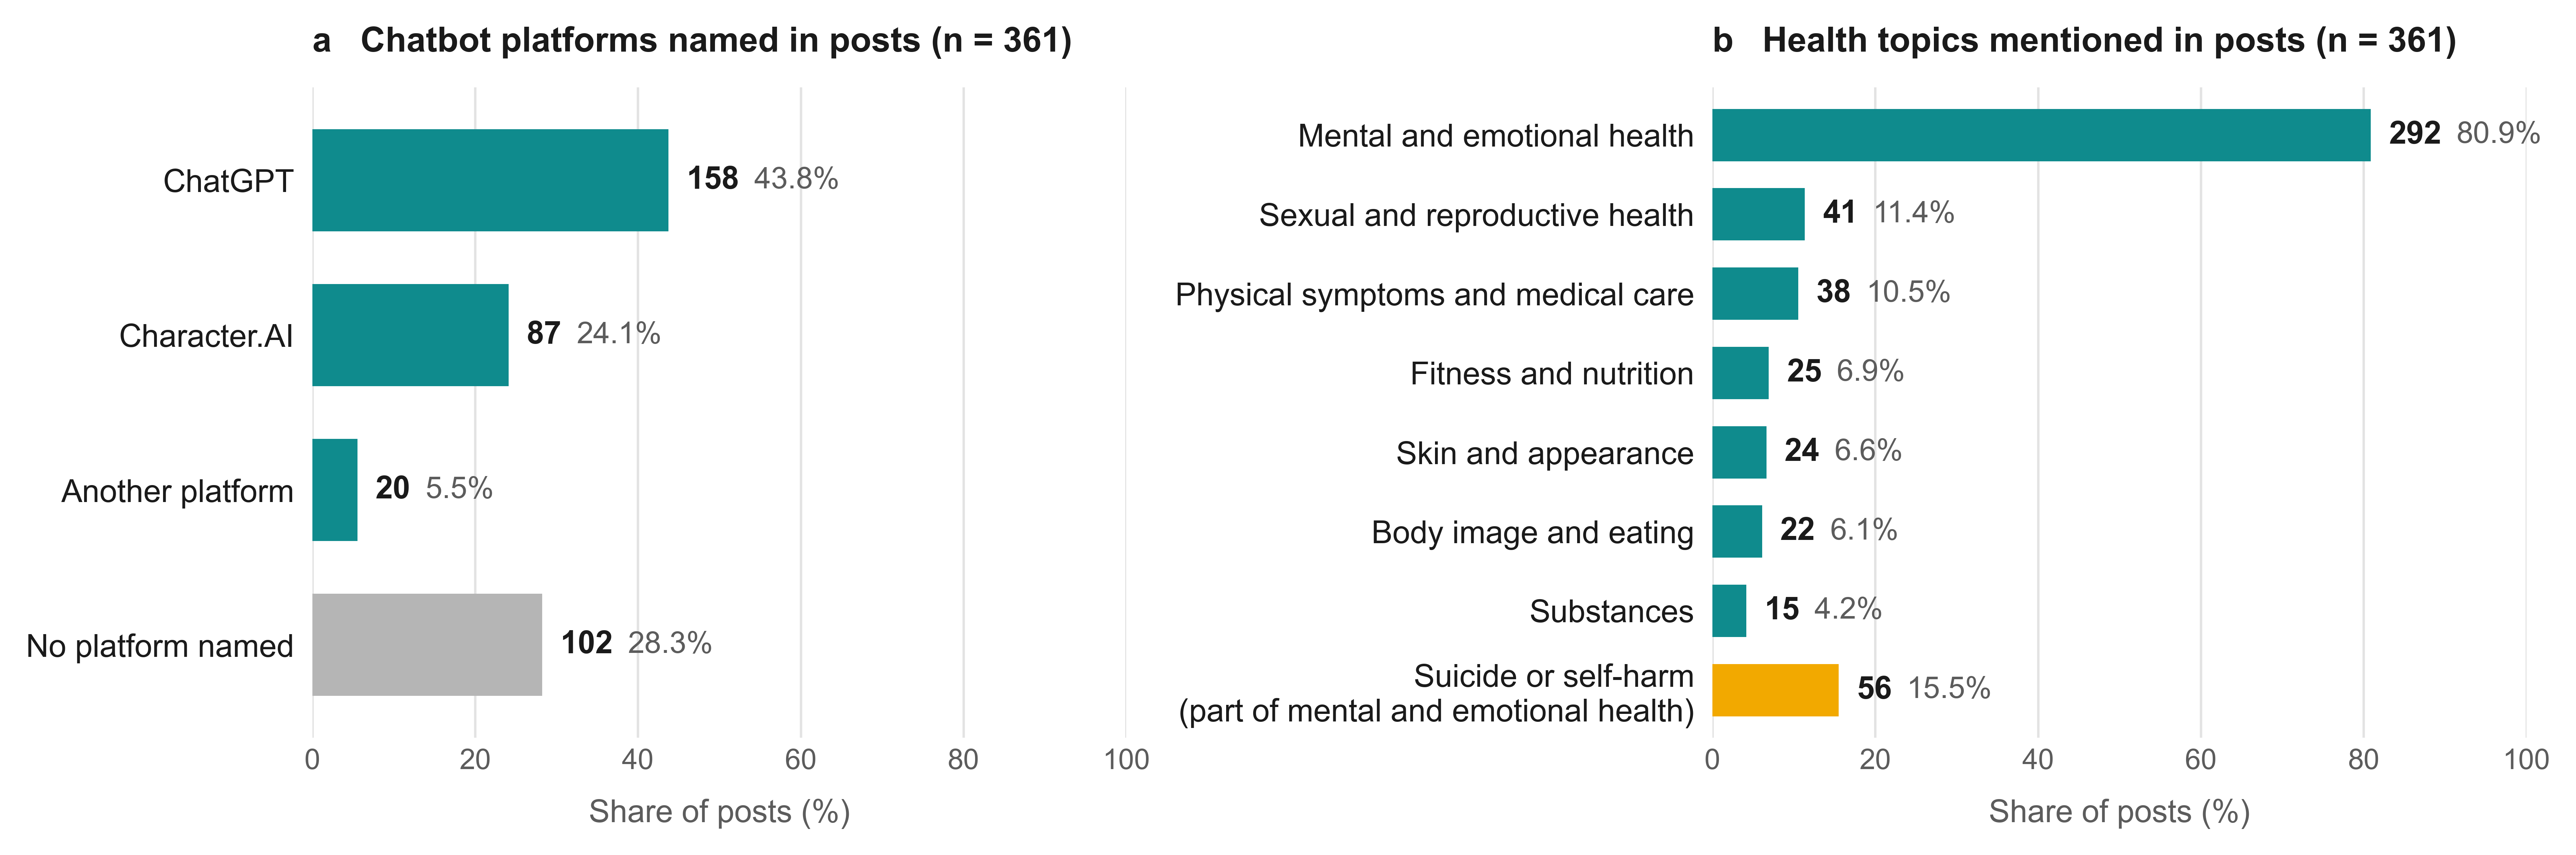 a Chatbot platforms named in posts (n = 361)
ChatGPT 158 43.8%
Character.AI 87 24.1%
Another platform 20 5.5%
No platform named 102 28.3%
0 20 40 60 80 100
Share of posts (%)
b Health topics mentioned in posts (n = 361)
Mental and emotional health 292 80.9%
Sexual and reproductive health 41 11.4%
Physical symptoms and medical care 38 10.5%
Fitness and nutrition 25 6.9%
Skin and appearance 24 6.6%
Body image and eating 22 6.1%
Substances 15 4.2%
Suicide or self-harm
(part of mental and emotional health) 56 15.5%
0 20 40 60 80 100
Share of posts (%)